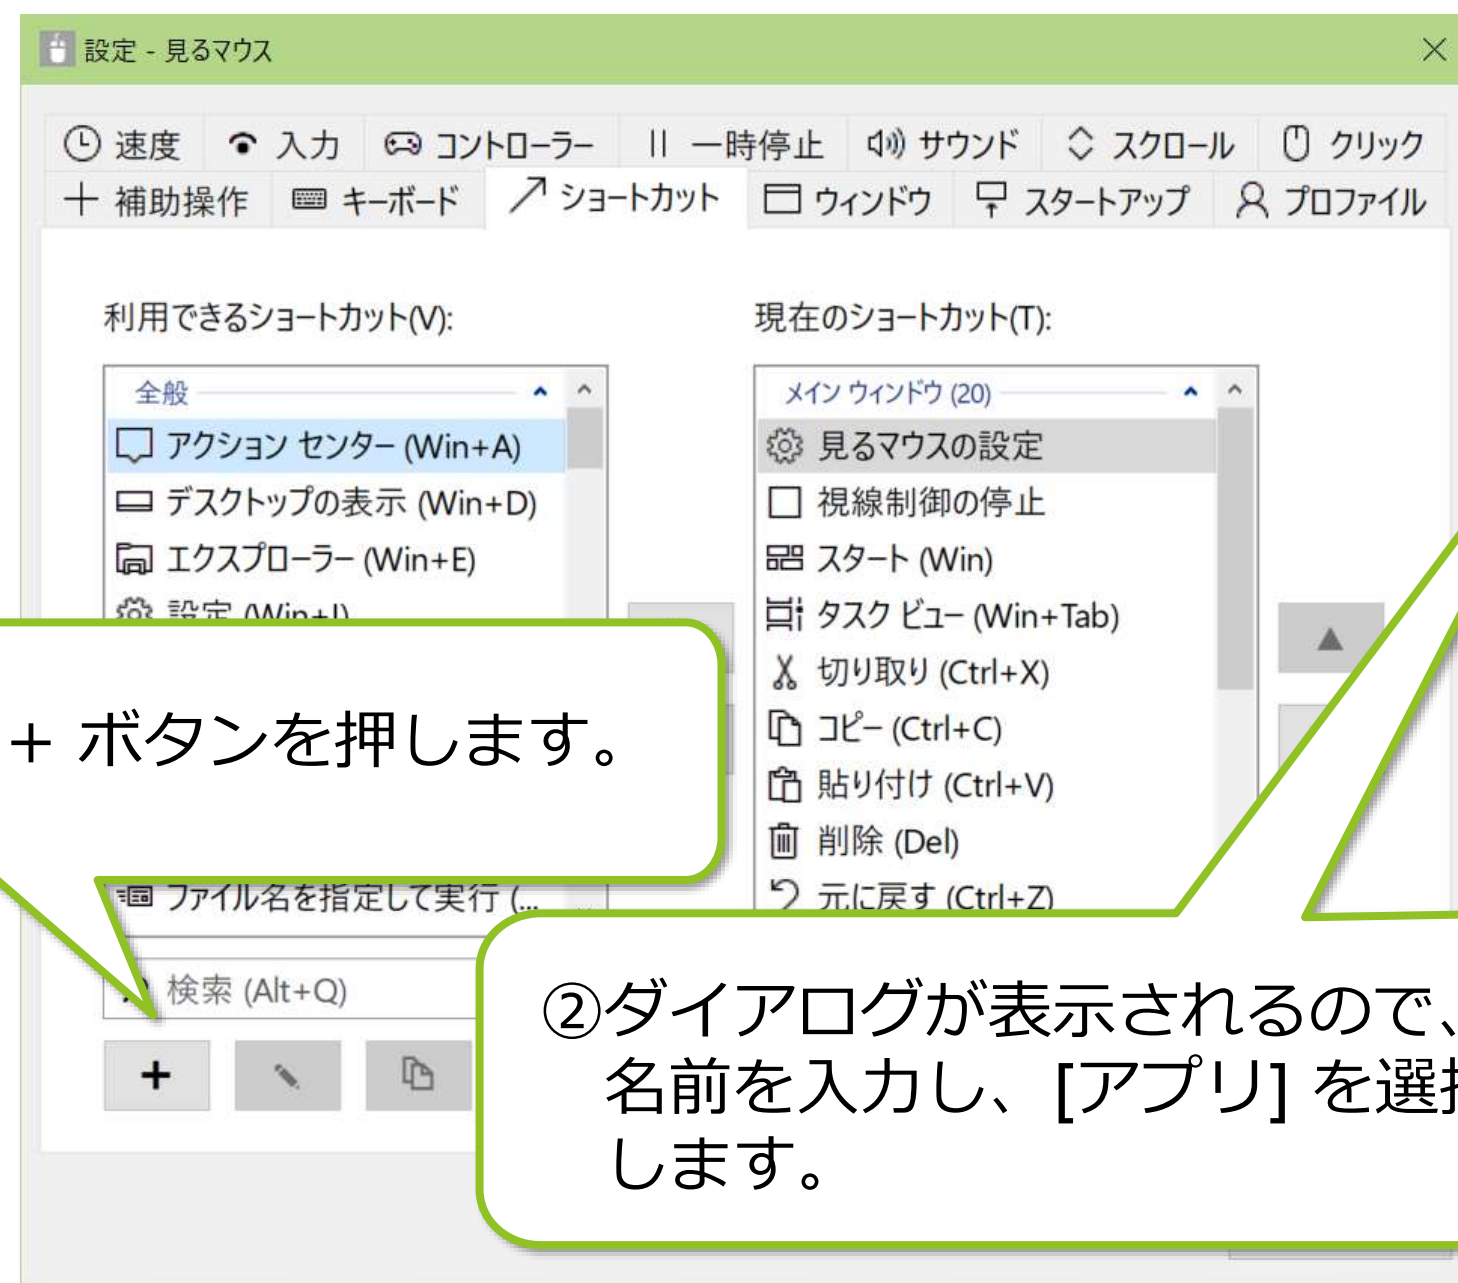 設定 - 見るマウス
速度 入力 コントローラー 一時停止 サウンド スクロール クリック
補助操作 キーボード ショートカット ウィンドウ スタートアップ プロファイル
利用できるショートカット(V):
全般
アクション センター (Win+A)
デスクトップの表示 (Win+D)
エクスプローラー (Win+E)
設定 (Win+I)
ファイル名を指定して実行 (...
検索 (Alt+Q)
現在のショートカット(T):
メイン ウィンドウ (20)
見るマウスの設定
視線制御の停止
スタート (Win)
タスク ビュー (Win+Tab)
切り取り (Ctrl+X)
コピー (Ctrl+C)
貼り付け (Ctrl+V)
削除 (Del)
元に戻す (Ctrl+Z)
+ ボタンを押します。
②ダイアログが表示されるので、
名前を入力し、[アプリ] を選択
します。